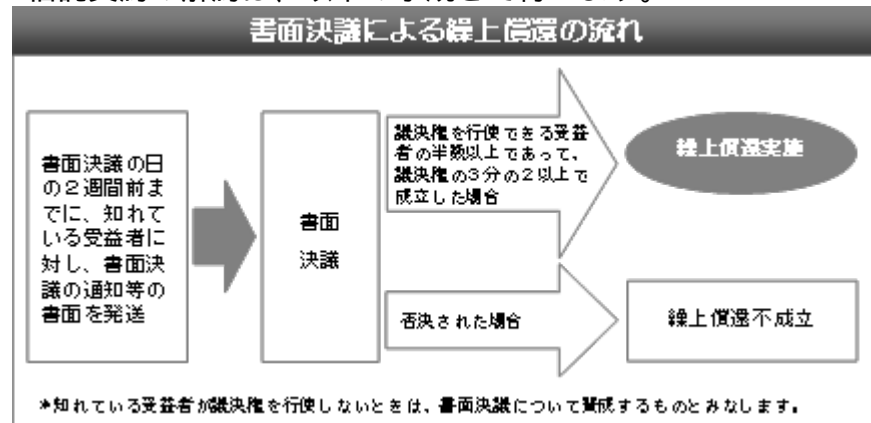 書面決議による繰上償還の流れ
書面決議の日
の2週間前ま
でに、知れて
いる受益者に
対し、書面決
議の通知等の
書面を発送
書面
決議
議決権を行使できる受益
者の半数以上であって、
議決権の3分の2以上で
成立した場合
繰上償還実施
否決された場合
繰上償還不成立
*知れている受益者が議決権を行使しないときは、書面決議について賛成するものとみなします。